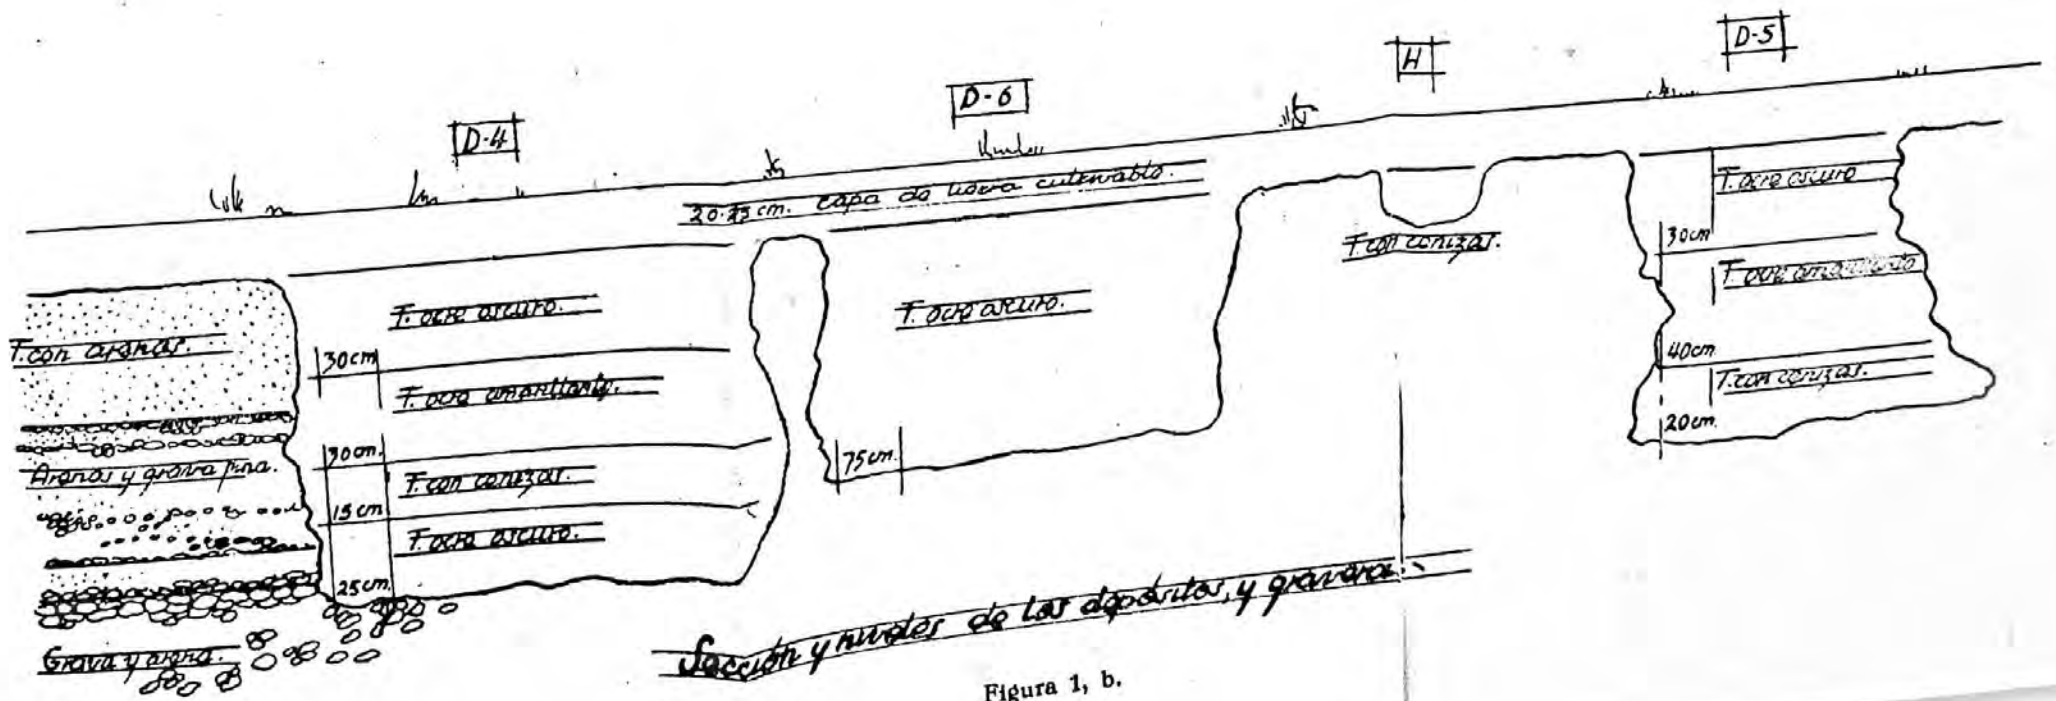 D-4
D-6
H
D-5
20-25 cm. capa de tierra cultivable.
T. ocre oscuro.
T. con arenas.
30 cm
T. ocre amarillento.
Arenas y grava fina.
30 cm.
T. con cenizas.
15 cm
T. ocre oscuro.
25 cm.
Grava y arena.
T. ocre oscuro.
75 cm.
T. con cenizas.
T. ocre oscuro
30 cm
T. ocre amarillento
40 cm.
T. con cenizas.
20 cm.
Sección y niveles de los depósitos, y gravera.
Figura 1, b.